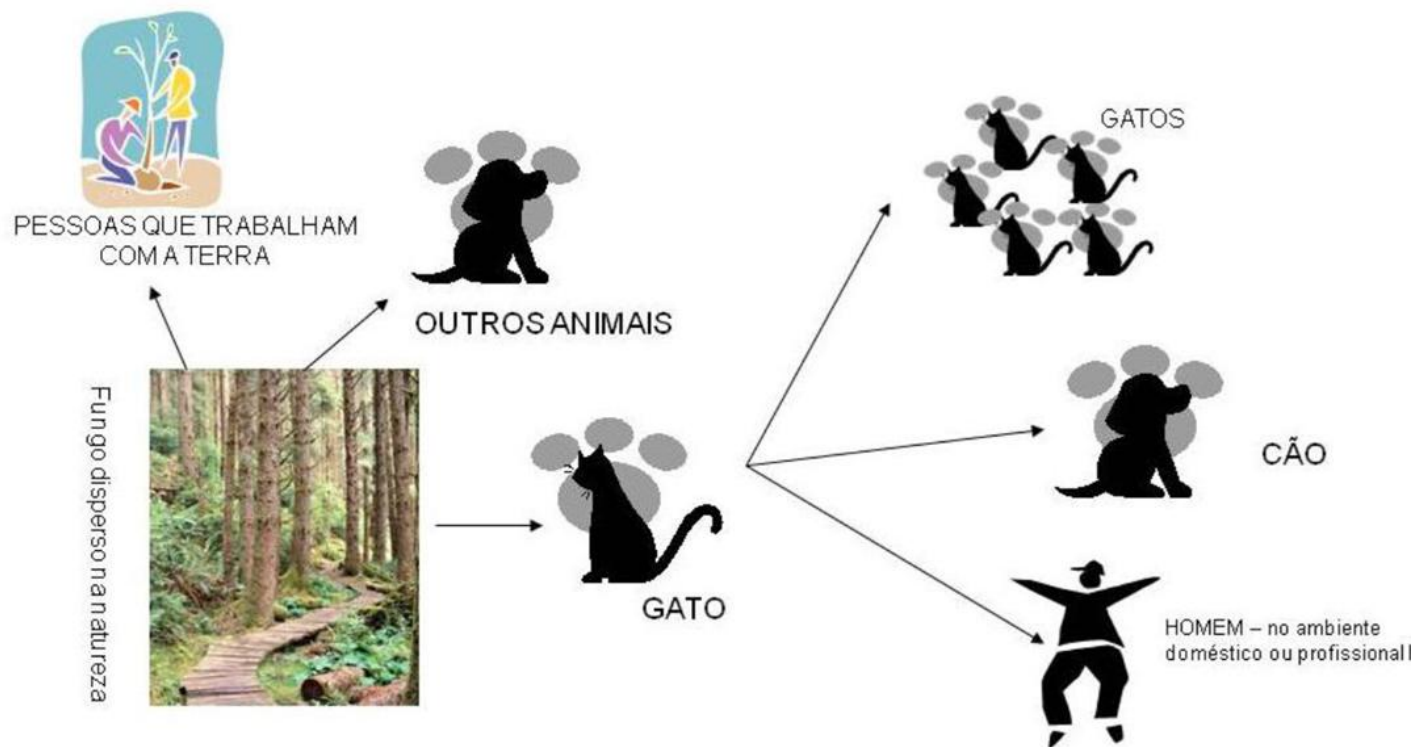 PESSOAS QUE TRABALHAM
COM A TERRA
OUTROS ANIMAIS
Fungo disperso na natureza
GATO
GATOS
CÃO
HOMEM – no ambiente
doméstico ou profissionall